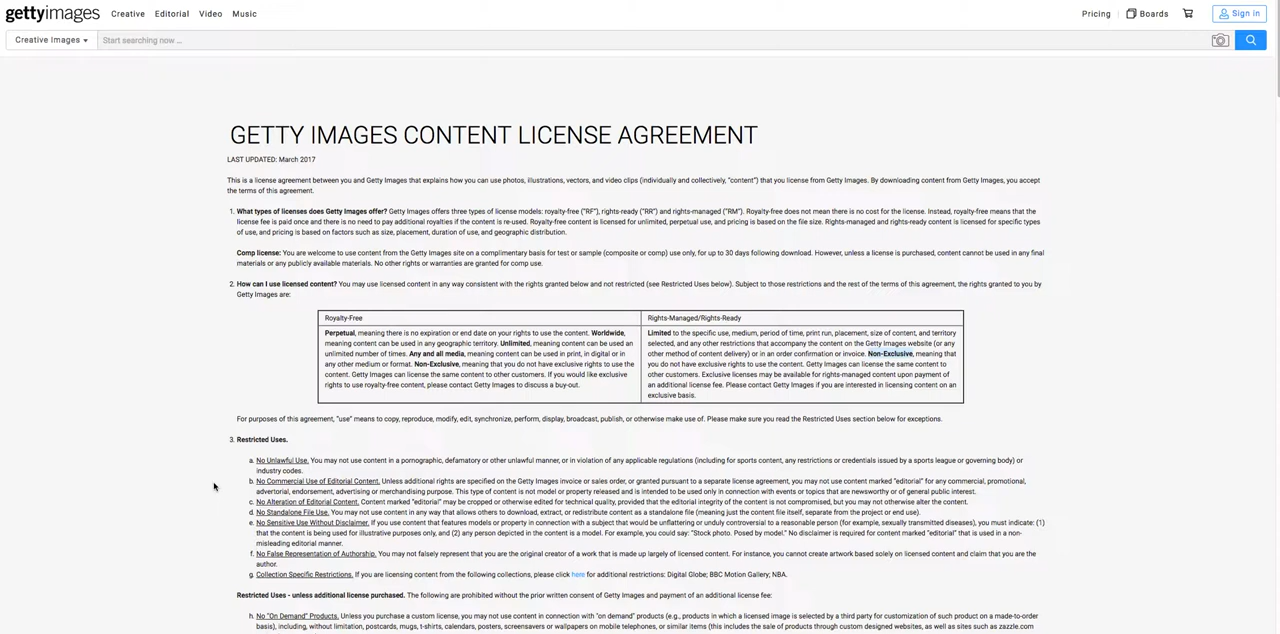 gettyimages Creative Editorial Video Music Pricing Boards Sign in
Creative Images Start searching now ...
GETTY IMAGES CONTENT LICENSE AGREEMENT
LAST UPDATED: March 2017
This is a license agreement between you and Getty Images that explains how you can use photos, illustrations, vectors, and video clips (individually and collectively, "content") that you license from Getty Images. By downloading content from Getty Images, you accept
the terms of this agreement.
1. What types of licenses does Getty Images offer? Getty Images offers three types of license models: royalty-free ("RF"), rights-ready ("RR") and rights-managed ("RM"). Royalty-free does not mean there is no cost for the license. Instead, royalty-free means that the
license fee is paid once and there is no need to pay additional royalties if the content is re-used. Royalty-free content is licensed for unlimited, perpetual use, and pricing is based on the file size. Rights-managed and rights-ready content is licensed for specific types
of use, and pricing is based on factors such as size, placement, duration of use, and geographic distribution.
Comp license: You are welcome to use content from the Getty Images site on a complimentary basis for test or sample (composite or comp) use only, for up to 30 days following download. However, unless a license is purchased, content cannot be used in any final
materials or any publicly available materials. No other rights or warranties are granted for comp use.
2. How can I use licensed content? You may use licensed content in any way consistent with the rights granted below and not restricted (see Restricted Uses below). Subject to those restrictions and the rest of the terms of this agreement, the rights granted to you by
Getty Images are:
Royalty-Free
Perpetual, meaning there is no expiration or end date on your rights to use the content. Worldwide,
meaning content can be used in any geographic territory. Unlimited, meaning content can be used an
unlimited number of times. Any and all media, meaning content can be used in print, in digital or in
any other medium or format. Non-Exclusive, meaning that you do not have exclusive rights to use the
content. Getty Images can license the same content to other customers. If you would like exclusive
rights to use royalty-free content, please contact Getty Images to discuss a buy-out.
Rights-Managed/Rights-Ready
Limited to the specific use, medium, period of time, print run, placement, size of content, and territory
selected, and any other restrictions that accompany the content on the Getty Images website (or any
other method of content delivery) or in an order confirmation or invoice. Non-Exclusive, meaning that
you do not have exclusive rights to use the content. Getty Images can license the same content to
other customers. Exclusive licenses may be available for rights-managed content upon payment of
an additional license fee. Please contact Getty Images if you are interested in licensing content on an
exclusive basis.
For purposes of this agreement, "use" means to copy, reproduce, modify, edit, synchronize, perform, display, broadcast, publish, or otherwise make use of. Please make sure you read the Restricted Uses section below for exceptions.
3. Restricted Uses.
a. No Unlawful Use. You may not use content in a pornographic, defamatory or other unlawful manner, or in violation of any applicable regulations (including for sports content, any restrictions or credentials issued by a sports league or governing body) or
industry codes.
b. No Commercial Use of Editorial Content. Unless additional rights are specified on the Getty Images invoice or sales order, or granted pursuant to a separate license agreement, you may not use content marked "editorial" for any commercial, promotional,
advertorial, endorsement, advertising or merchandising purpose. This type of content is not model or property released and is intended to be used only in connection with events or topics that are newsworthy or of general public interest.
c. No Alteration of Editorial Content. Content marked "editorial" may be cropped or otherwise edited for technical quality, provided that the editorial integrity of the content is not compromised, but you may not otherwise alter the content.
d. No Standalone File Use. You may not use content in any way that allows others to download, extract, or redistribute content as a standalone file (meaning just the content file itself, separate from the project or end use).
e. No Sensitive Use Without Disclaimer. If you use content that features models or property in connection with a subject that would be unflattering or unduly controversial to a reasonable person (for example, sexually transmitted diseases), you must indicate: (1)
that the content is being used for illustrative purposes only, and (2) any person depicted in the content is a model. For example, you could say: "Stock photo. Posed by model." No disclaimer is required for content marked "editorial" that is used in a non-
misleading editorial manner.
f. No False Representation of Authorship. You may not falsely represent that you are the original creator of a work that is made up largely of licensed content. For instance, you cannot create artwork based solely on licensed content and claim that you are the
author.
g. Collection Specific Restrictions. If you are licensing content from the following collections, please click here for additional restrictions: Digital Globe; BBC Motion Gallery; NBA.
Restricted Uses - unless additional license purchased. The following are prohibited without the prior written consent of Getty Images and payment of an additional license fee:
h. No "On Demand" Products. Unless you purchase a custom license, you may not use content in connection with "on demand" products (e.g., products in which a licensed image is selected by a third party for customization of such product on a made-to-order
basis), including, without limitation, postcards, mugs, t-shirts, calendars, posters, screensavers or wallpapers on mobile telephones, or similar items (this includes the sale of products through custom designed websites, as well as sites such as zazzle.com